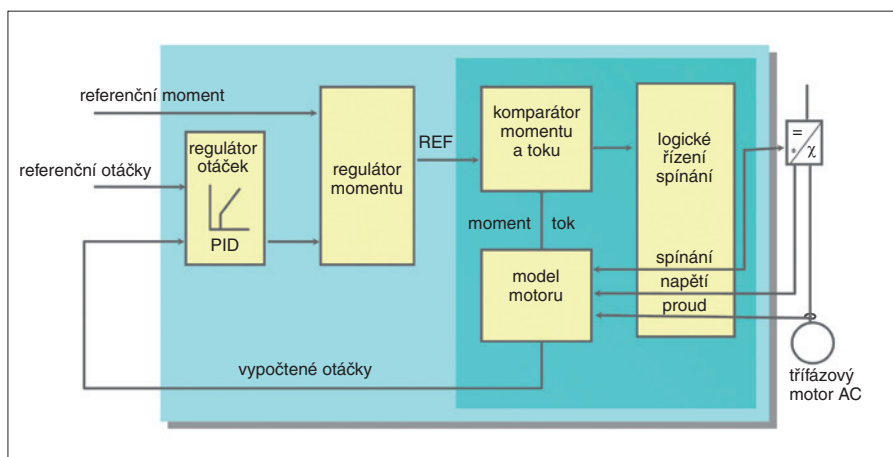 referenční moment
referenční otáčky
regulátor
otáček
PID
regulátor
momentu
REF
komparátor
momentu
a toku
logické
řízení
spínání
moment tok
model
motoru
spínání
napětí
proud
vypočtené otáčky
=
χ
třífázový
motor AC